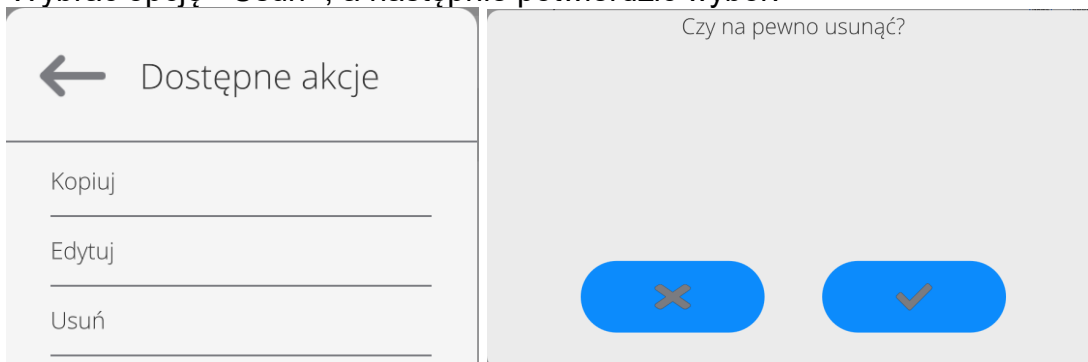 Dostępne akcje
Kopiuj
Edytuj
Usuń
Czy na pewno usunąć?